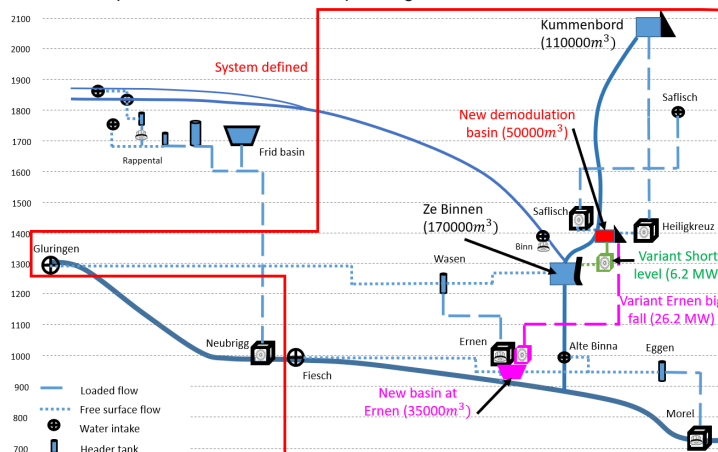 2100
2000
1900
1800
1700
1600
1500
1400
1300
1200
1100
1000
900
800
700
System defined
Kummenbord
(110000m³)
Saflisch
New demodulation
basin (50000m³)
Rappental
Frid basin
Ze Binnen
(170000m³)
Saflisch
Heiligkreuz
Gluringen
Binn
Wasen
Variant Short
level (6.2 MW
Variant Ernen big
fall (26.2 MW)
Neubrigg
Ernen
Alte Binna
Eggen
Fiesch
New basin at
Ernen (35000m³)
Morel
Loaded flow
Free surface flow
Water intake
Header tank